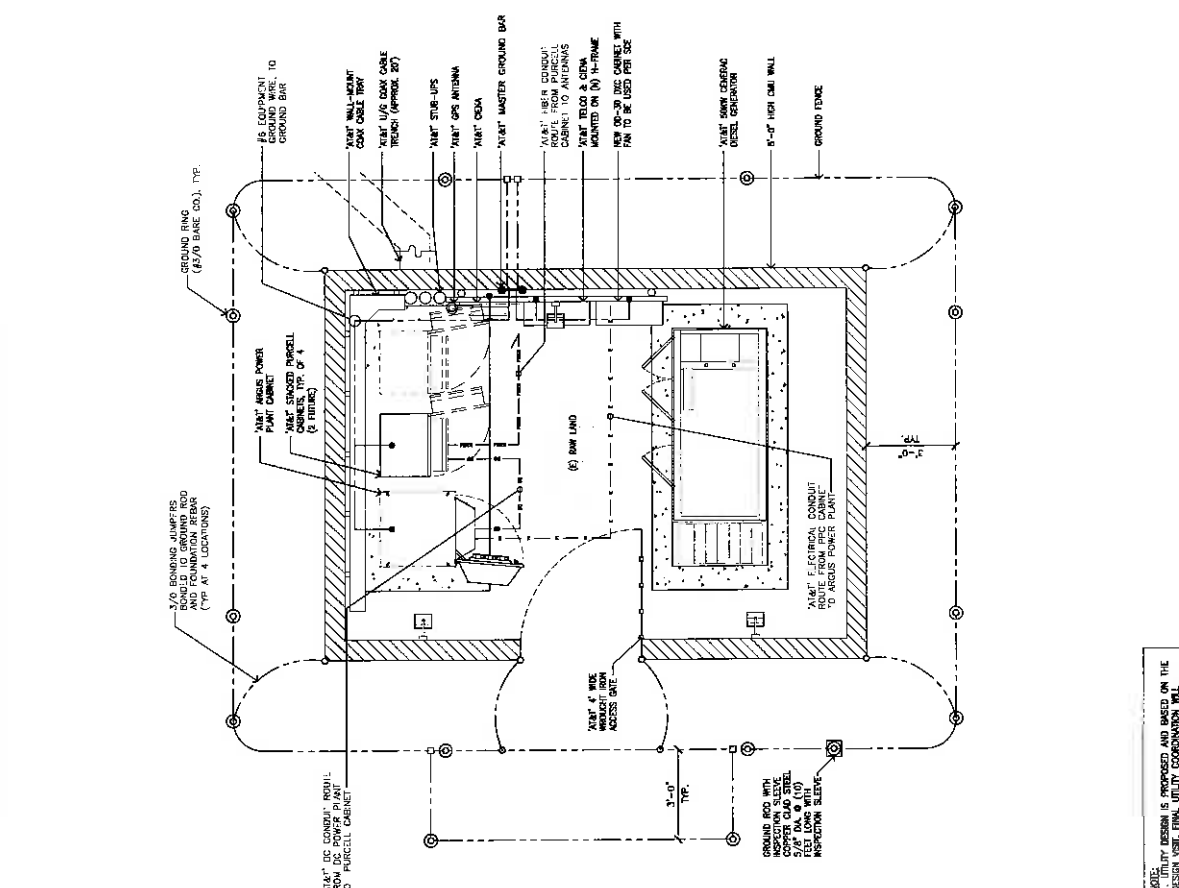 GROUND RING
(#3/0 BARE CO.), TYP.
#6 EQUIPMENT
GROUND WIRE, TO
GROUND BAR
'AT&T' WALL-MOUNT
COAX CABLE TRAY
'AT&T' U/G COAX CABLE
TRENCH (APPROX. 20')
'AT&T' STUB-UPS
'AT&T' GPS ANTENNA
'AT&T' CIENA
'AT&T' MASTER GROUND BAR
'AT&T' FIBER CONDUIT
ROUTE FROM PURCELL
CABINET TO ANTENNAS
'AT&T' TELCO & CIENA
MOUNTED ON (N) H-FRAME
CABINET WITH
FAN TO BE USED PER SDE
'AT&T' 50KW GENERAC
DIESEL GENERATOR
HIGH CMU WALL
GROUND FENCE
'AT&T' ARGUS POWER
PLANT CABINET
'AT&T' STACKED PURCELL
CABINETS, TYP. OF 4
(2 FUTURE)
3/0 BONDING JUMPERS
BONDED TO GROUND ROD
AND FOUNDATION REBAR
(TYP AT 4 LOCATIONS)
(E) RAW LAND
3'-0"
TYP.
'AT&T' ELECTRICAL CONDUIT
ROUTE FROM PPC CABINET
TO ARGUS POWER PLANT
'AT&T' 4' WIDE
WROUGHT IRON
ACCESS GATE
3'-0"
TYP.
GROUND ROD WITH
INSPECTION SLEEVE
COPPER CLAD STEEL
5/8" DIA. @ (10)
FEET LONG WITH
INSPECTION SLEEVE
'AT&T' DC CONDUIT ROUTE
FROM DC POWER PLANT
TO PURCELL CABINET
NOTE:
UTILITY DESIGN IS PROPOSED AND BASED ON THE
DESIGN VISIT. FINAL UTILITY COORDINATION WILL